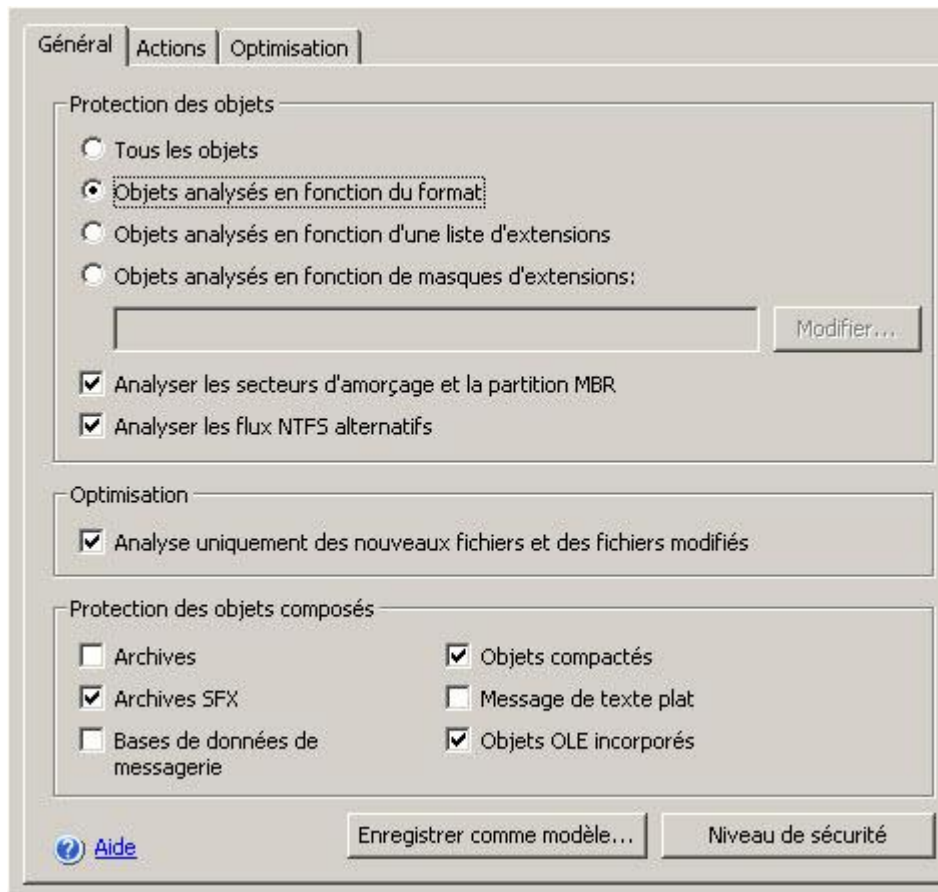 Général
Actions
Optimisation
Protection des objets
Tous les objets
Objets analysés en fonction du format
Objets analysés en fonction d'une liste d'extensions
Objets analysés en fonction de masques d'extensions:
Modifier...
Analyser les secteurs d'amorçage et la partition MBR
Analyser les flux NTFS alternatifs
Optimisation
Analyse uniquement des nouveaux fichiers et des fichiers modifiés
Protection des objets composés
Archives
Objets compactés
Archives SFX
Message de texte plat
Bases de données de
messagerie
Objets OLE incorporés
Aide
Enregistrer comme modèle...
Niveau de sécurité